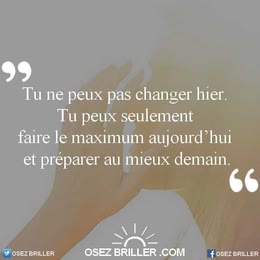 ”
Tu ne peux pas changer hier.
Tu peux seulement
faire le maximum aujourd’hui
et préparer au mieux demain.
“
OSEZ BRILLER
OSEZ BRILLER .COM
OSEZ BRILLER